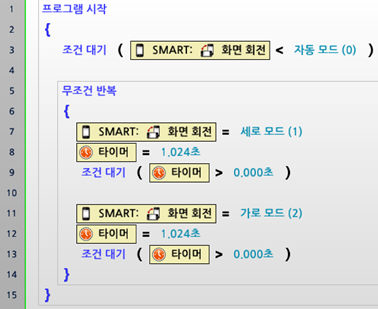 1 프로그램 시작
2 {
3 조건 대기 ( SMART: 화면 회전 < 자동 모드 (0) )
4
5 무조건 반복
6 {
7 SMART: 화면 회전 = 세로 모드 (1)
8 타이머 = 1.024초
9 조건 대기 ( 타이머 > 0.000초 )
10
11 SMART: 화면 회전 = 가로 모드 (2)
12 타이머 = 1.024초
13 조건 대기 ( 타이머 > 0.000초 )
14 }
15 }